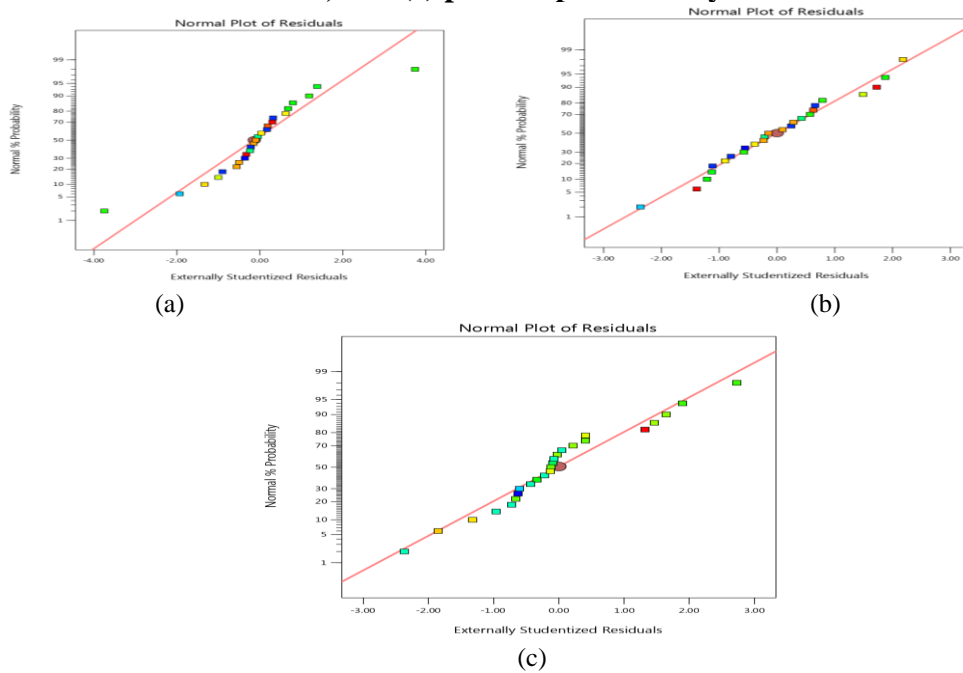 Normal Plot of Residuals
Normal % Probability
99
95
90
80
70
50
30
20
10
5
1
-4.00 -2.00 0.00 2.00 4.00
Externally Studentized Residuals
(a)
Normal Plot of Residuals
Normal % Probability
99
95
90
80
70
50
30
20
10
5
1
-3.00 -2.00 -1.00 0.00 1.00 2.00 3.00
Externally Studentized Residuals
(b)
Normal Plot of Residuals
Normal % Probability
99
95
90
80
70
50
30
20
10
5
1
-3.00 -2.00 -1.00 0.00 1.00 2.00 3.00
Externally Studentized Residuals
(c)